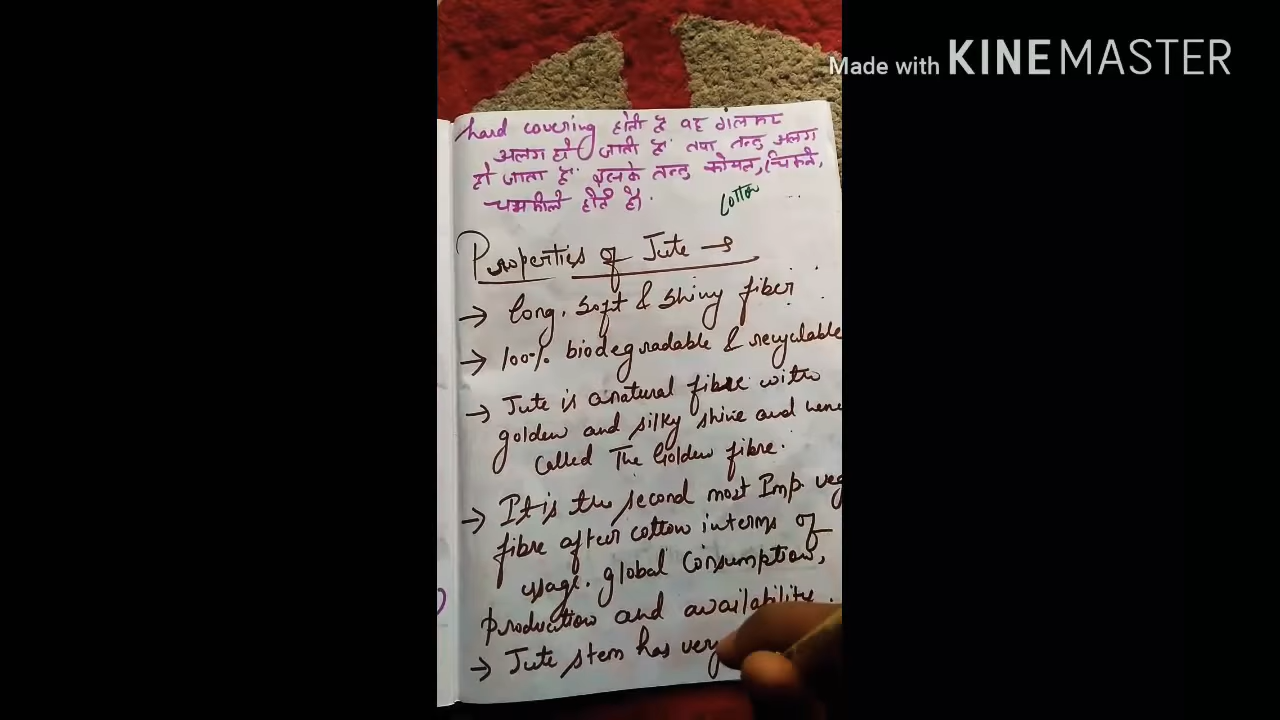 Made with KINEMASTER
hard covering होती है वह गलकर
अलग हो जाती है तथा तन्तु अलग
हो जाता है इसके तन्तु कोमल, चिकने,
चमकीले होते है।
Cotton
Properties of Jute →
→ long, soft & shiny fiber
→ 100% biodegradable & recyclable
→ Jute is a natural fibre with
golden and silky shine and henc
called The Golden fibre.
→ It is the second most Imp. veg
fibre after cotton interms of
usage. global consumption,
production and availability.
→ Jute stem has very